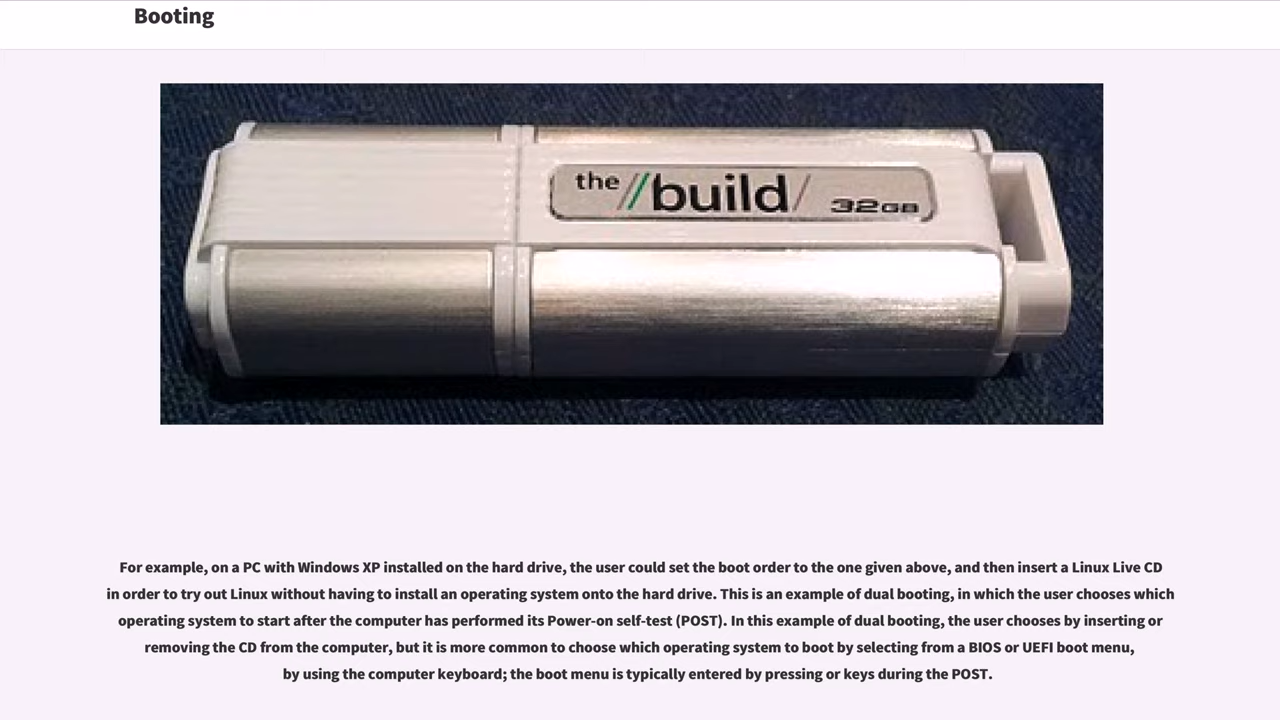 Booting
the//build/ 32GB
For example, on a PC with Windows XP installed on the hard drive, the user could set the boot order to the one given above, and then insert a Linux Live CD
in order to try out Linux without having to install an operating system onto the hard drive. This is an example of dual booting, in which the user chooses which
operating system to start after the computer has performed its Power-on self-test (POST). In this example of dual booting, the user chooses by inserting or
removing the CD from the computer, but it is more common to choose which operating system to boot by selecting from a BIOS or UEFI boot menu,
by using the computer keyboard; the boot menu is typically entered by pressing or keys during the POST.